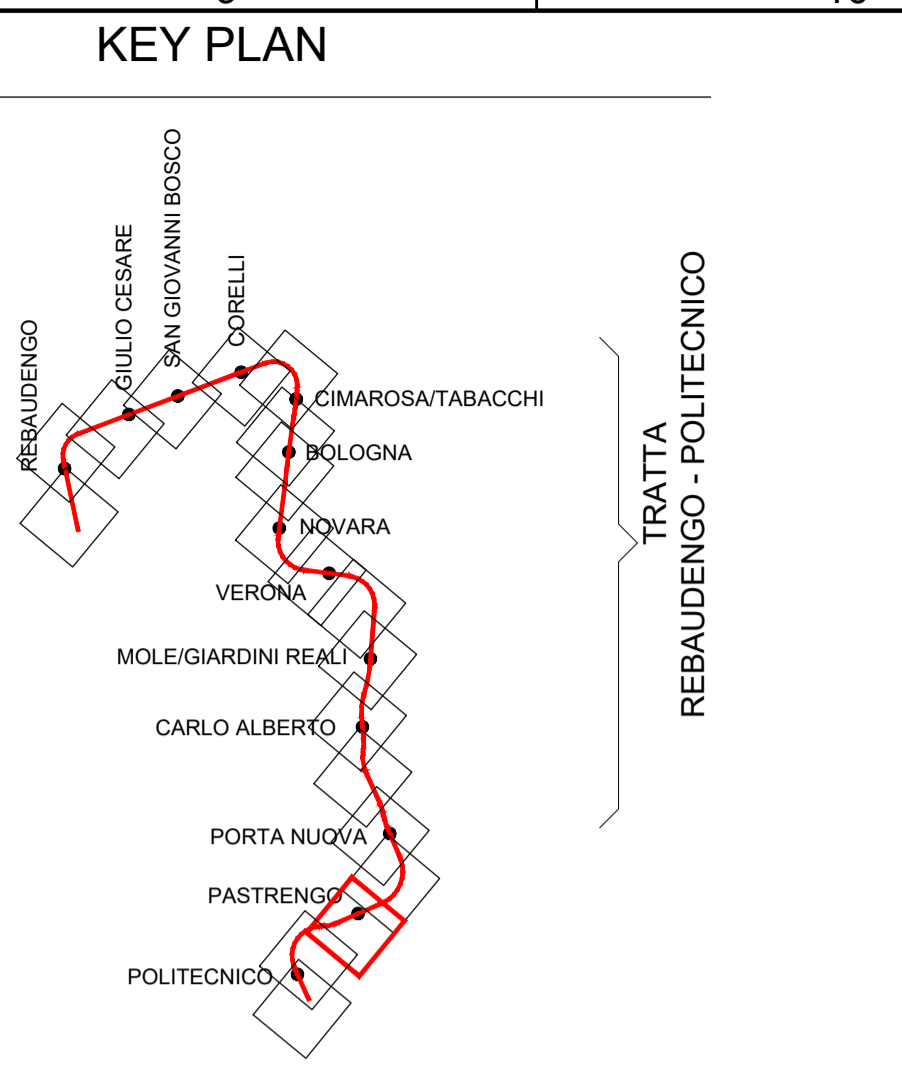 KEY PLAN
REBAUDENGO
GIULIO CESARE
SAN GIOVANNI BOSCO
CORELLI
CIMAROSA/TABACCHI
BOLOGNA
NOVARA
VERONA
MOLE/GIARDINI REALI
CARLO ALBERTO
PORTA NUOVA
PASTRENGO
POLITECNICO
TRATTA
REBAUDENGO - POLITECNICO